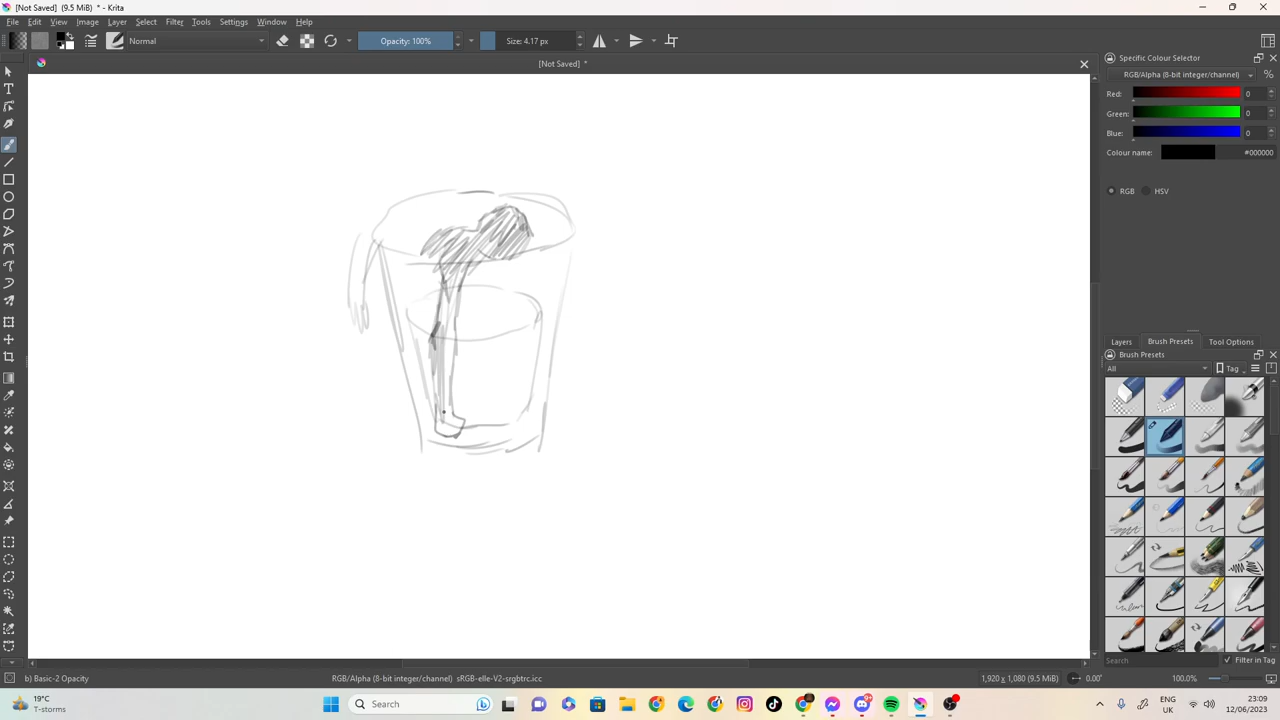 [Not Saved] (9.5 MiB) * - Krita
File Edit View Image Layer Select Filter Tools Settings Window Help
Normal Opacity: 100% Size: 4.17 px
[Not Saved] *
Specific Colour Selector
RGB/Alpha (8-bit integer/channel) %
Red: 0
Green: 0
Blue: 0
Colour name: #000000
RGB HSV
Layers Brush Presets Tool Options
Brush Presets
All Tag
Search Filter in Tag
b) Basic-2 Opacity RGB/Alpha (8-bit integer/channel) sRGB-elle-V2-srgbtrc.icc 1,920 x 1,080 (9.5 MiB) 0.00° 100.0%
19°C
T-storms
Search
9+
ENG
UK
23:09
12/06/2023